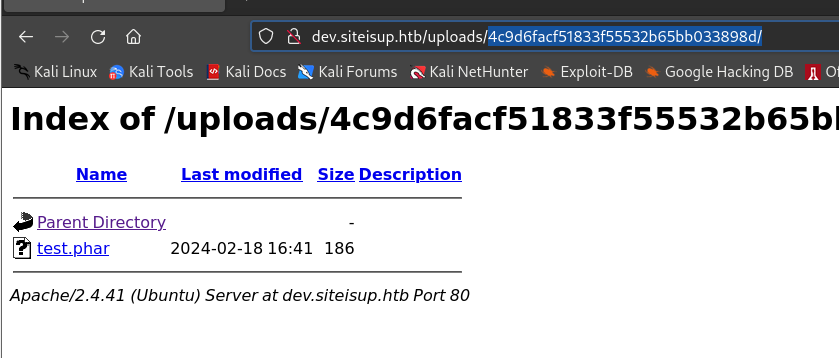 dev.siteisup.htb/uploads/4c9d6facf51833f55532b65bb033898d/
Kali Linux Kali Tools Kali Docs Kali Forums Kali NetHunter Exploit-DB Google Hacking DB
Index of /uploads/4c9d6facf51833f55532b65b
Name Last modified Size Description
Parent Directory -
test.phar 2024-02-18 16:41 186
Apache/2.4.41 (Ubuntu) Server at dev.siteisup.htb Port 80